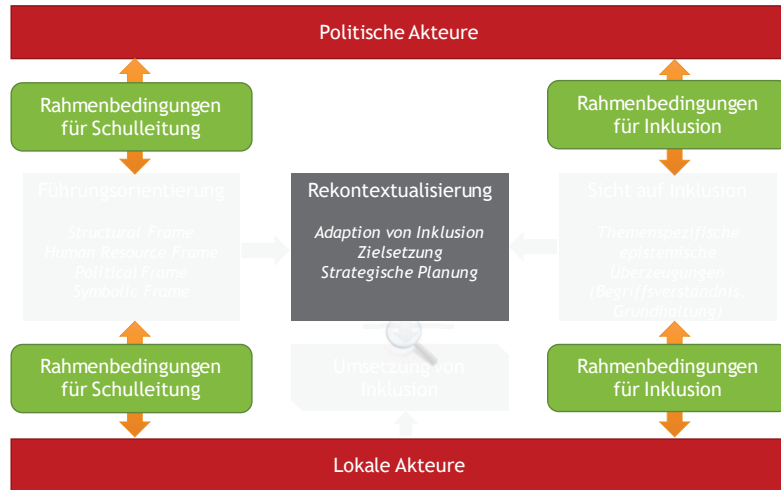 Politische Akteure
Rahmenbedingungen
für Schulleitung
Rahmenbedingungen
für Inklusion
Führungsorientierung
Structural Frame
Human Resource Frame
Political Frame
Symbolic Frame
Rekontextualisierung
Adaption von Inklusion
Zielsetzung
Strategische Planung
Sicht auf Inklusion
Themenspezifische
epistemische
Überzeugungen
(Begriffsverständnis,
Grundhaltung)
Rahmenbedingungen
für Schulleitung
Umsetzung von
Inklusion
Rahmenbedingungen
für Inklusion
Lokale Akteure